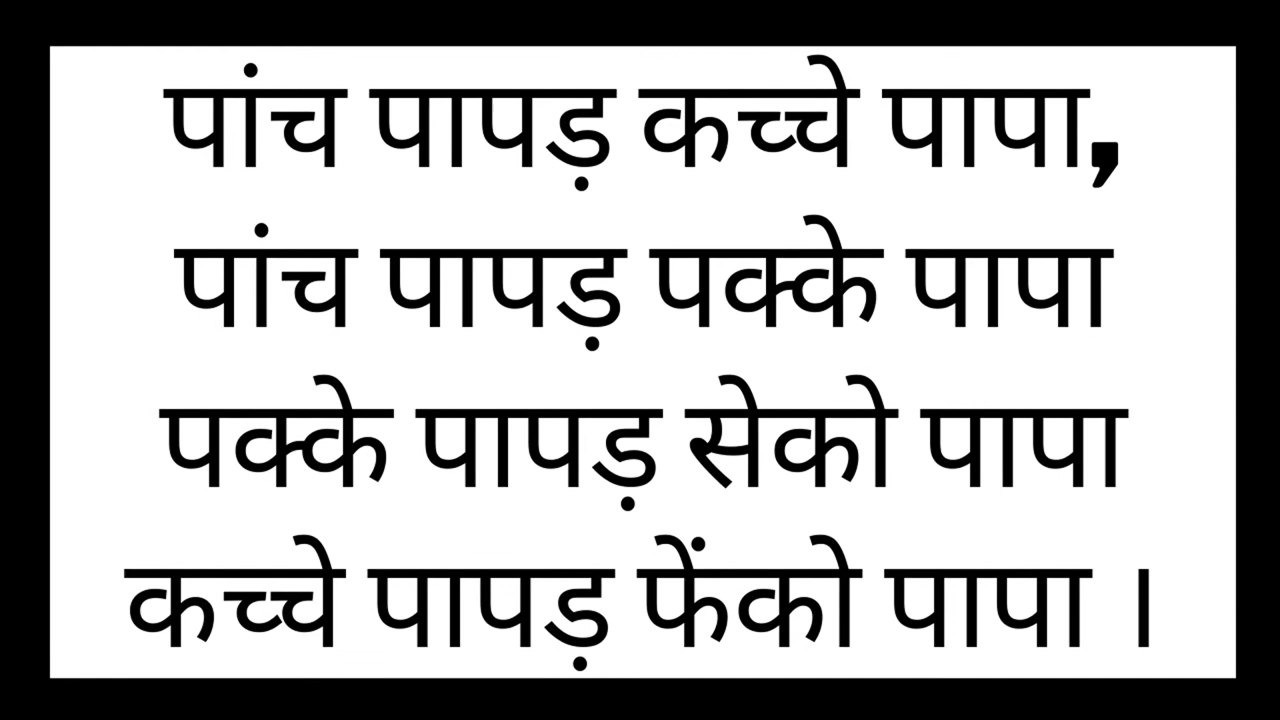 पांच पापड़ कच्चे पापा,
पांच पापड़ पक्के पापा
पक्के पापड़ सेको पापा
कच्चे पापड़ फेंको पापा ।